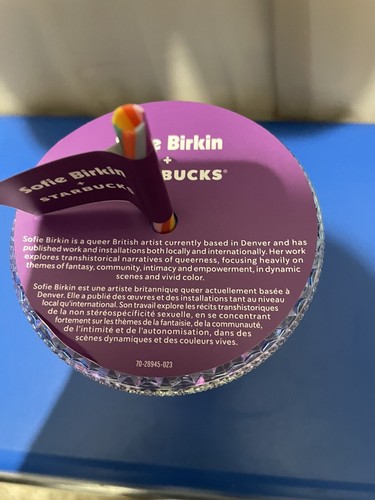 Birkin
+
BUCKS®
Sofie Birkin
+
STARBUCKS
Sofie Birkin is a queer British artist currently based in Denver and has
published work and installations both locally and internationally. Her work
explores transhistorical narratives of queerness, focusing heavily on
themes of fantasy, community, intimacy and empowerment, in dynamic
scenes and vivid color.
Sofie Birkin est une artiste britannique queer actuellement basée à
Denver. Elle a publié des œuvres et des installations tant au niveau
local qu'international. Son travail explore les récits transhistoriques
de la non stéréospécificité sexuelle, en se concentrant
fortement sur les thèmes de la fantaisie, de la communauté,
de l'intimité et de l'autonomisation, dans des
scènes dynamiques et des couleurs vives.
70-28945-023